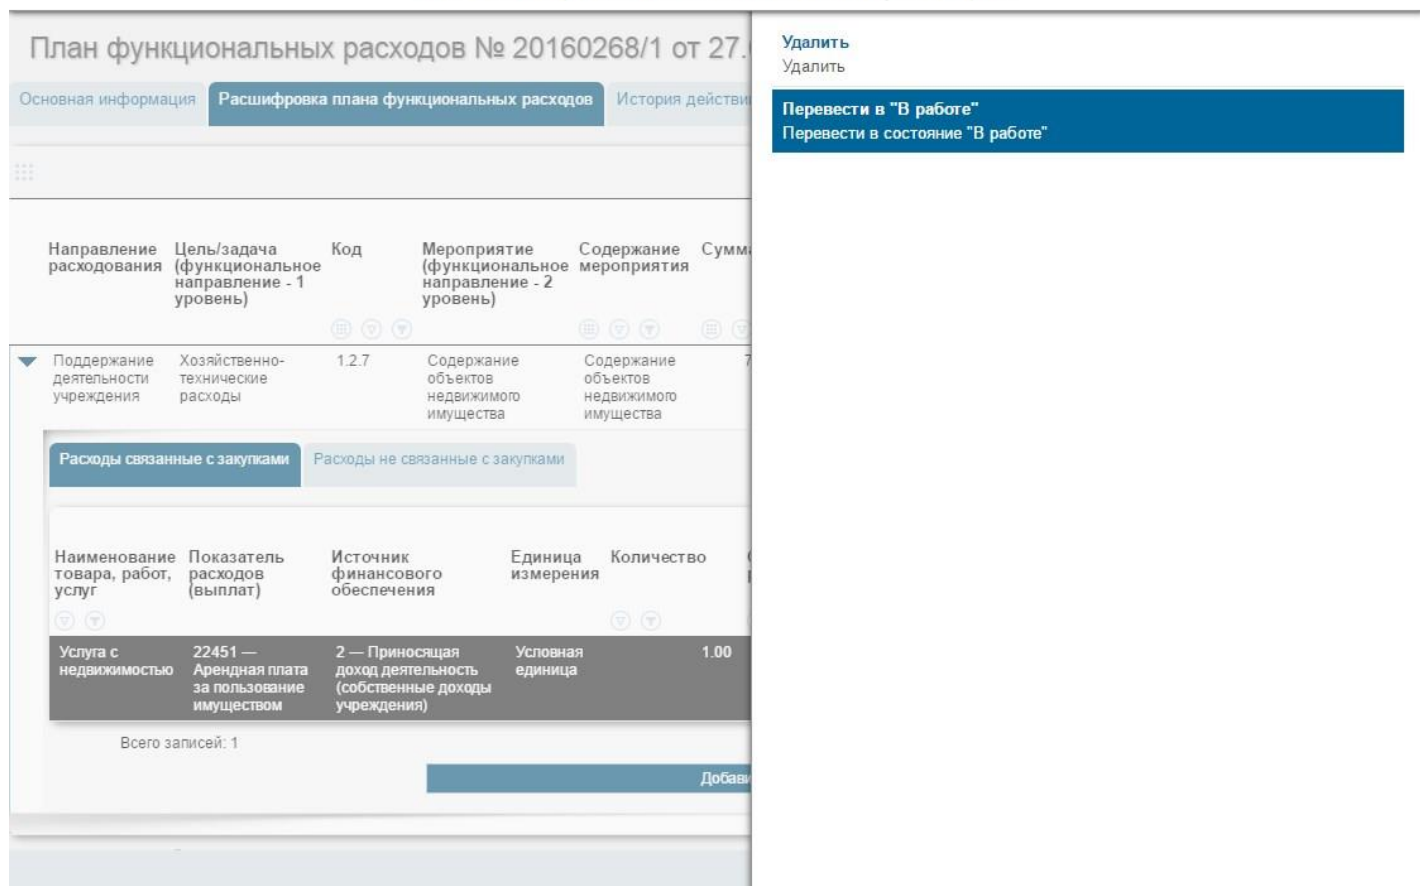 План функциональных расходов № 20160268/1 от 27.
Основная информация
Расшифровка плана функциональных расходов
История действи
Направление расходования
Цель/задача (функциональное направление - 1 уровень)
Код
Мероприятие (функциональное направление - 2 уровень)
Содержание мероприятия
Сумма
Поддержание деятельности учреждения
Хозяйственно-технические расходы
1.2.7
Содержание объектов недвижимого имущества
Содержание объектов недвижимого имущества
7
Расходы связанные с закупками
Расходы не связанные с закупками
Наименование товара, работ, услуг
Показатель расходов (выплат)
Источник финансового обеспечения
Единица измерения
Количество
Услуга с недвижимостью
22451 — Арендная плата за пользование имуществом
2 — Приносящая доход деятельность (собственные доходы учреждения)
Условная единица
1.00
Всего записей: 1
Добави
Удалить
Удалить
Перевести в "В работе"
Перевести в состояние "В работе"